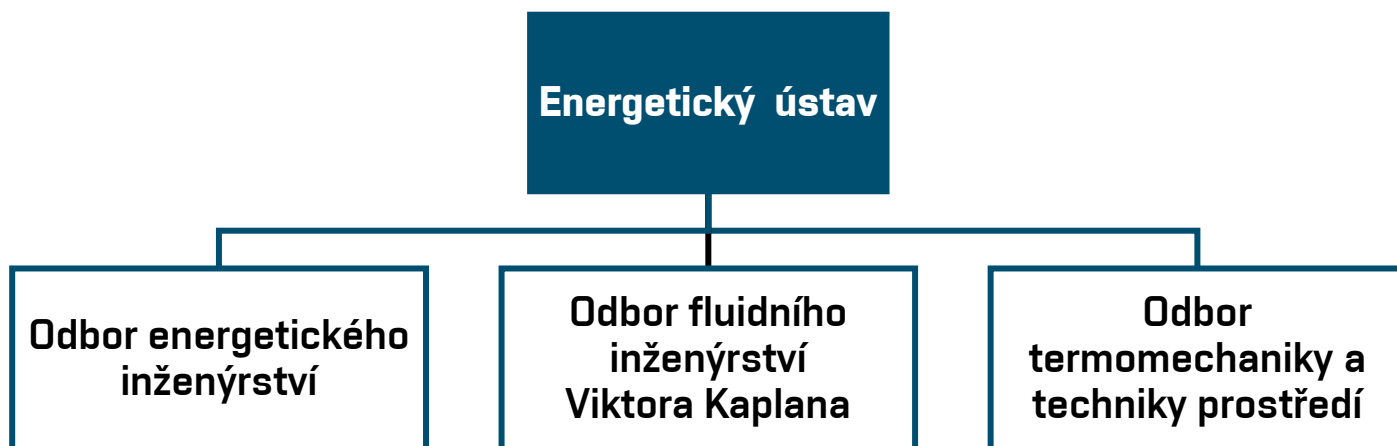 Energetický ústav
Odbor energetického
inženýrství
Odbor fluidního
inženýrství
Viktora Kaplana
Odbor
termomechaniky a
techniky prostředí